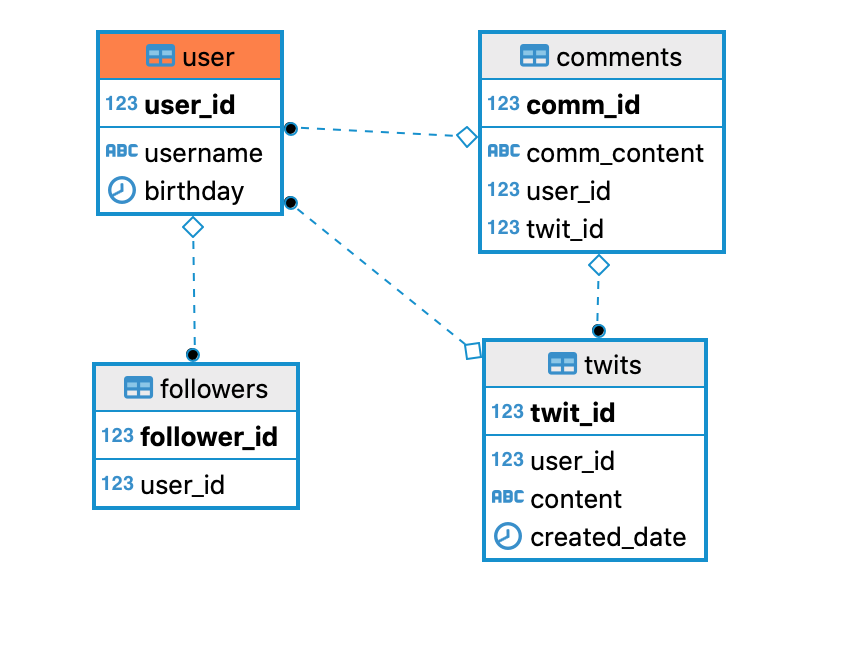 user
123 user_id
ABC username
birthday
comments
123 comm_id
ABC comm_content
123 user_id
123 twit_id
followers
123 follower_id
123 user_id
twits
123 twit_id
123 user_id
ABC content
created_date